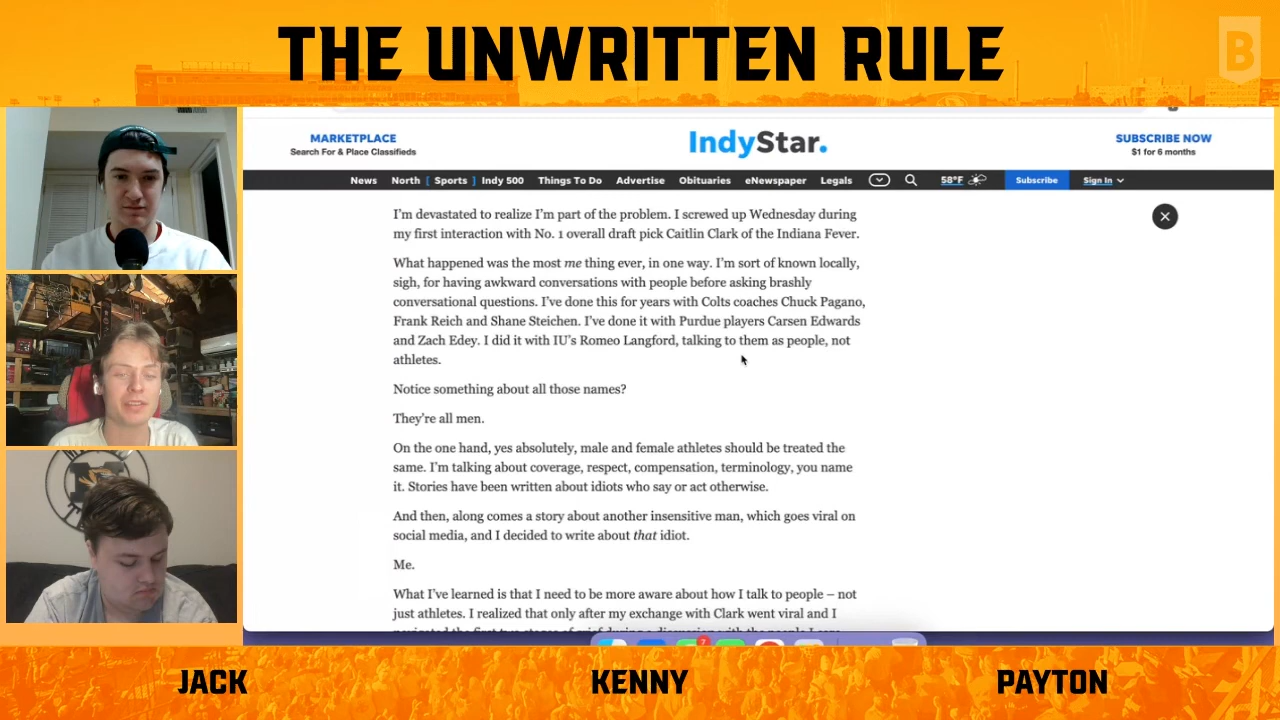 THE UNWRITTEN RULE
B
MARKETPLACE
Search For & Place Classifieds
IndyStar.
SUBSCRIBE NOW
$1 for 6 months
News North [ Sports ] Indy 500 Things To Do Advertise Obituaries eNewspaper Legals 58°F Subscribe Sign In
I'm devastated to realize I'm part of the problem. I screwed up Wednesday during
my first interaction with No. 1 overall draft pick Caitlin Clark of the Indiana Fever.
What happened was the most me thing ever, in one way. I'm sort of known locally,
sigh, for having awkward conversations with people before asking brashly
conversational questions. I've done this for years with Colts coaches Chuck Pagano,
Frank Reich and Shane Steichen. I've done it with Purdue players Carsen Edwards
and Zach Edey. I did it with IU's Romeo Langford, talking to them as people, not
athletes.
Notice something about all those names?
They're all men.
On the one hand, yes absolutely, male and female athletes should be treated the
same. I'm talking about coverage, respect, compensation, terminology, you name
it. Stories have been written about idiots who say or act otherwise.
And then, along comes a story about another insensitive man, which goes viral on
social media, and I decided to write about that idiot.
Me.
What I've learned is that I need to be more aware about how I talk to people – not
just athletes. I realized that only after my exchange with Clark went viral and I
7
JACK
KENNY
PAYTON